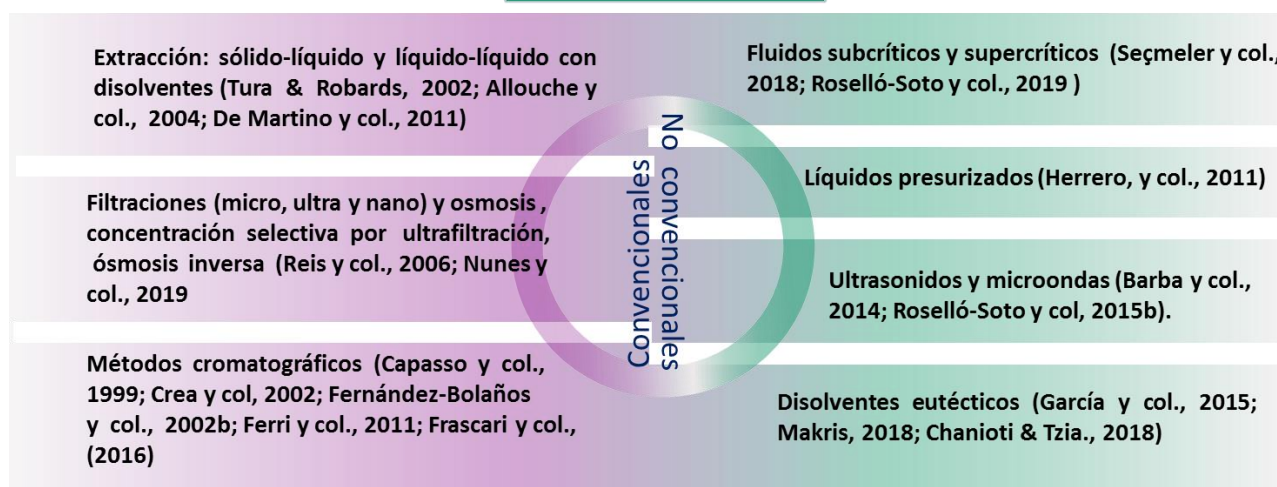 Extracción: sólido-líquido y líquido-líquido con
disolventes (Tura & Robards, 2002; Allouche y
col., 2004; De Martino y col., 2011)
Filtraciones (micro, ultra y nano) y osmosis ,
concentración selectiva por ultrafiltración,
ósmosis inversa (Reis y col., 2006; Nunes y
col., 2019
Métodos cromatográficos (Capasso y col.,
1999; Crea y col, 2002; Fernández-Bolaños
y col., 2002b; Ferri y col., 2011; Frascari y col.,
(2016)
Convencionales
No convencionales
Fluidos subcríticos y supercríticos (Seçmeler y col.,
2018; Roselló-Soto y col., 2019 )
Líquidos presurizados (Herrero, y col., 2011)
Ultrasonidos y microondas (Barba y col.,
2014; Roselló-Soto y col, 2015b).
Disolventes eutécticos (García y col., 2015;
Makris, 2018; Chanioti & Tzia., 2018)